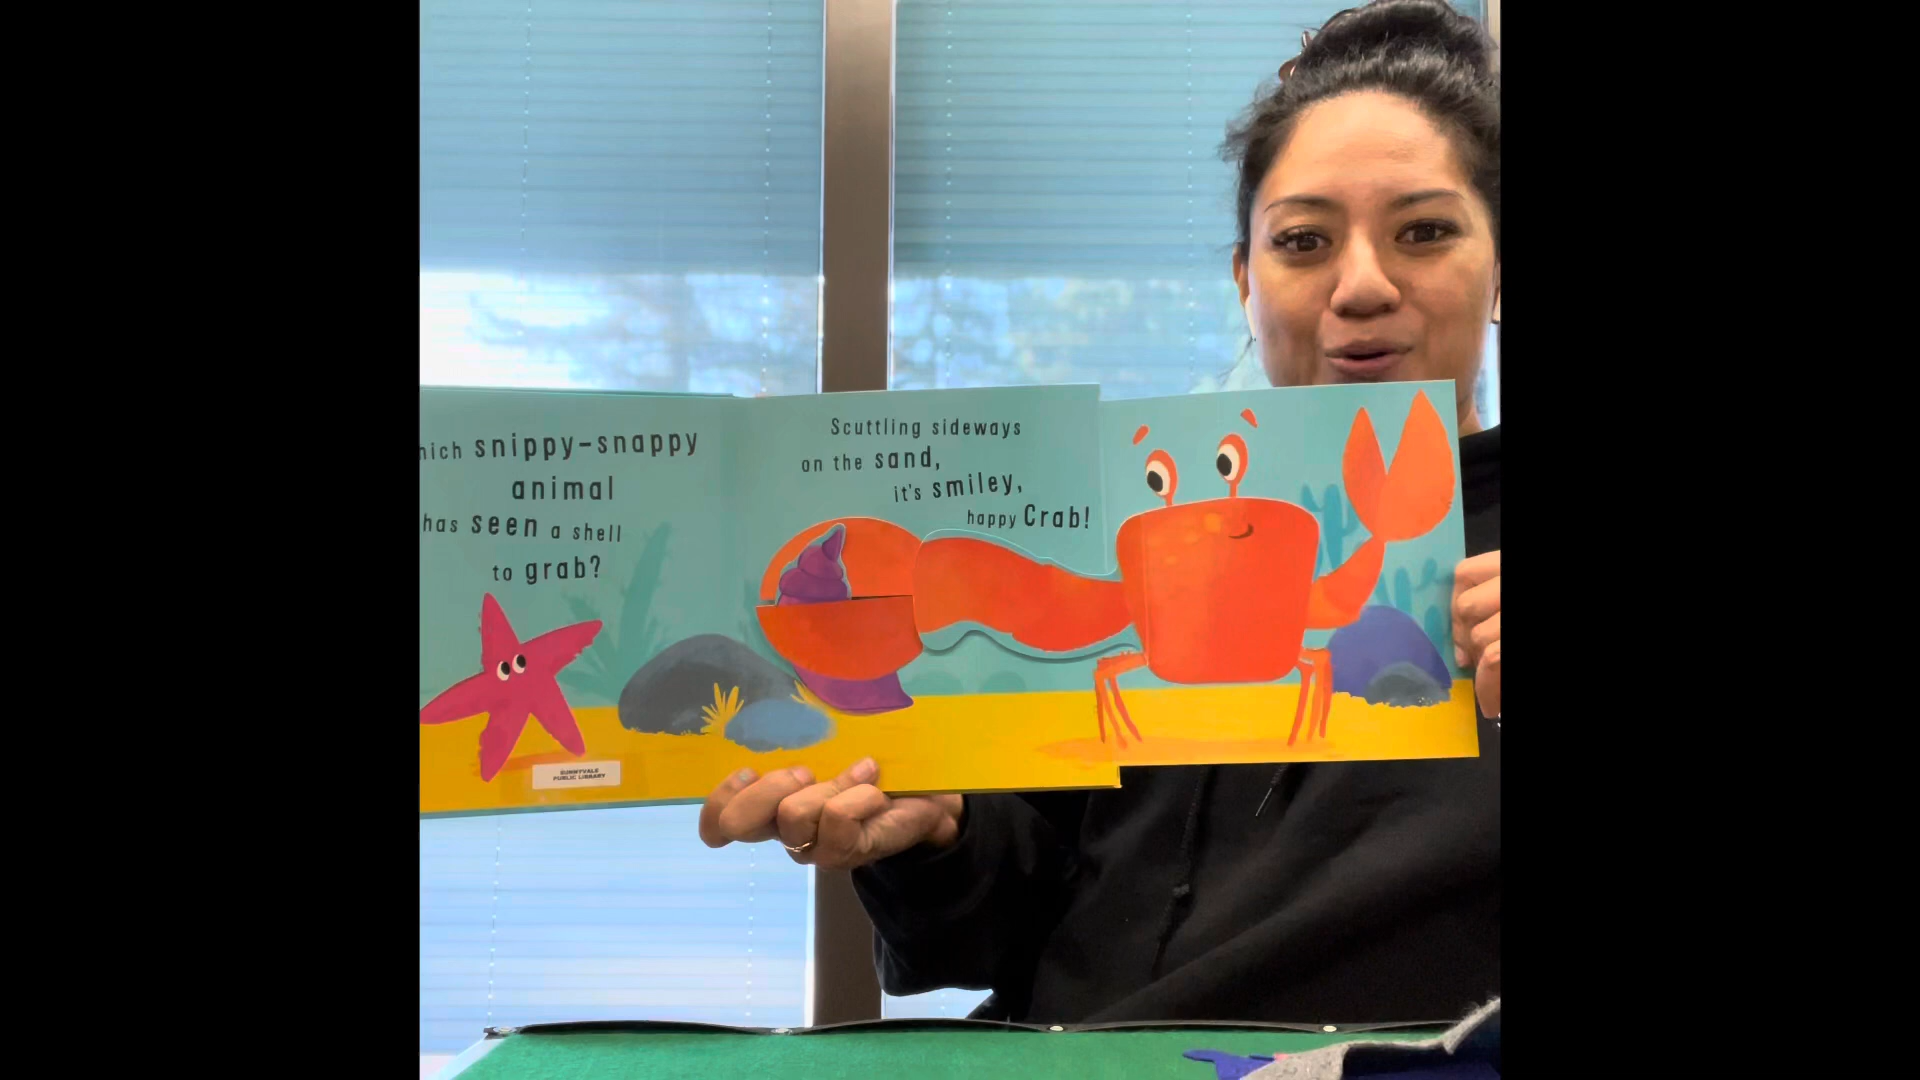 snippy-snappy
animal
has seen a shell
to grab?
SUNNYVALE
PUBLIC LIBRARY
Scuttling sideways
on the sand,
it's smiley,
happy Crab!